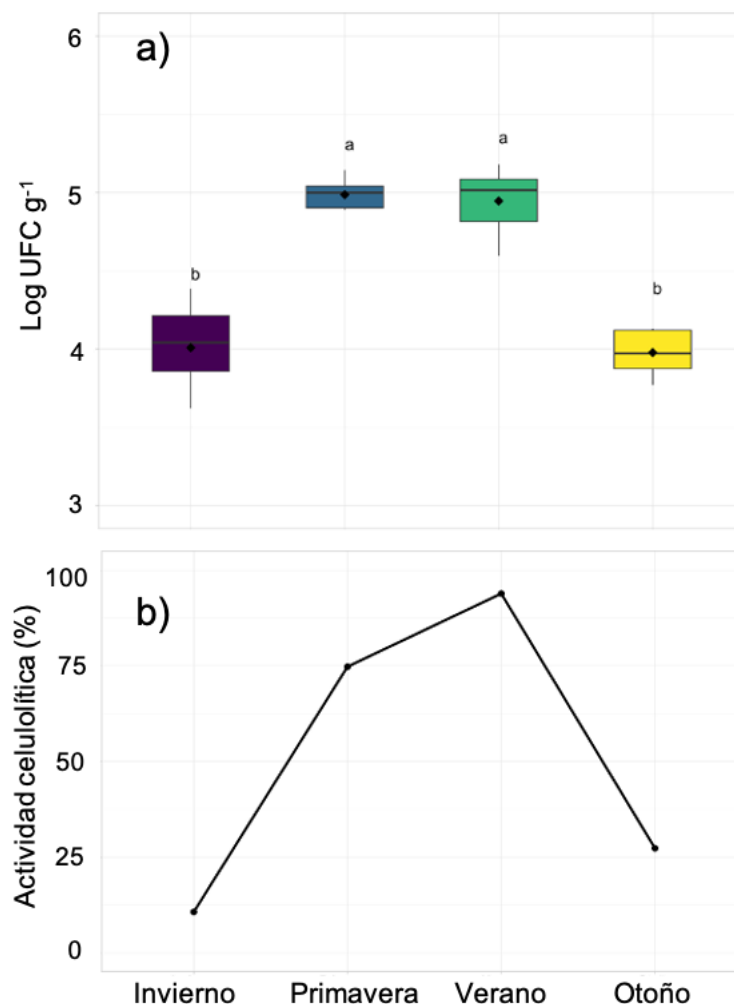 a)
Log UFC g⁻¹
6
5
4
3
b
a
a
b
b)
Actividad celulolítica (%)
100
75
50
25
0
Invierno Primavera Verano Otoño